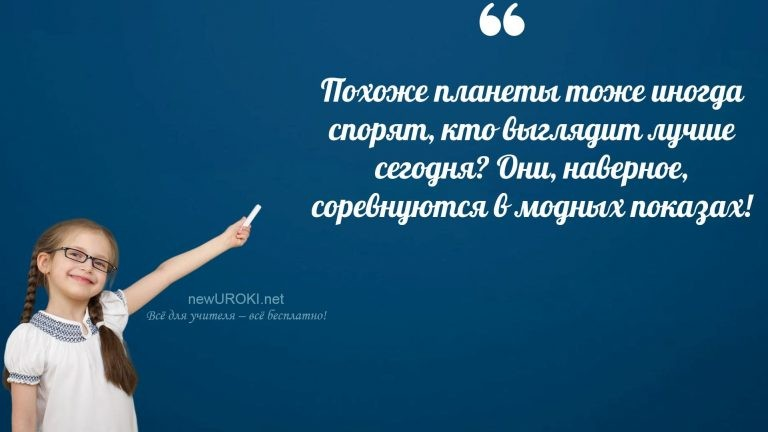 ❝
Похоже планеты тоже иногда
спорят, кто выглядит лучше
сегодня? Они, наверное,
соревнуются в модных показах!
newUROKI.net
Всё для учителя – всё бесплатно!